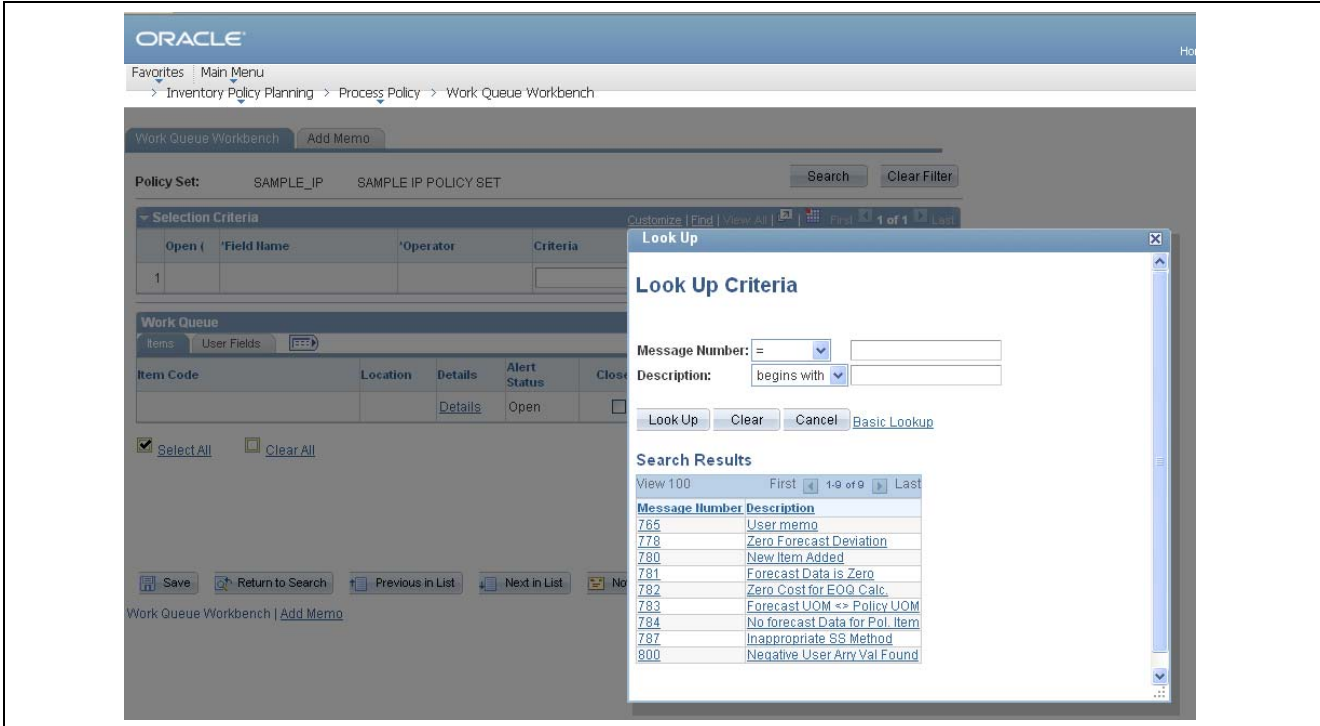 ORACLE
Favorites Main Menu
> Inventory Policy Planning > Process Policy > Work Queue Workbench
Work Queue Workbench Add Memo
Policy Set: SAMPLE_IP SAMPLE IP POLICY SET Search Clear Filter
Selection Criteria Customize | Find | View All | First 1 of 1 Last
Open ( *Field Name *Operator Criteria
1
Work Queue
Items User Fields
Item Code Location Details Alert Status
Details Open
Select All Clear All
Save Return to Search Previous in List Next in List
Work Queue Workbench | Add Memo
Look Up
Look Up Criteria
Message Number: =
Description: begins with
Look Up Clear Cancel Basic Lookup
Search Results
View 100 First 1-9 of 9 Last
Message Number Description
765 User memo
778 Zero Forecast Deviation
780 New Item Added
781 Forecast Data is Zero
782 Zero Cost for EOQ Calc.
783 Forecast UOM <> Policy UOM
784 No forecast Data for Pol. Item
787 Inappropriate SS Method
800 Negative User Arry Val Found